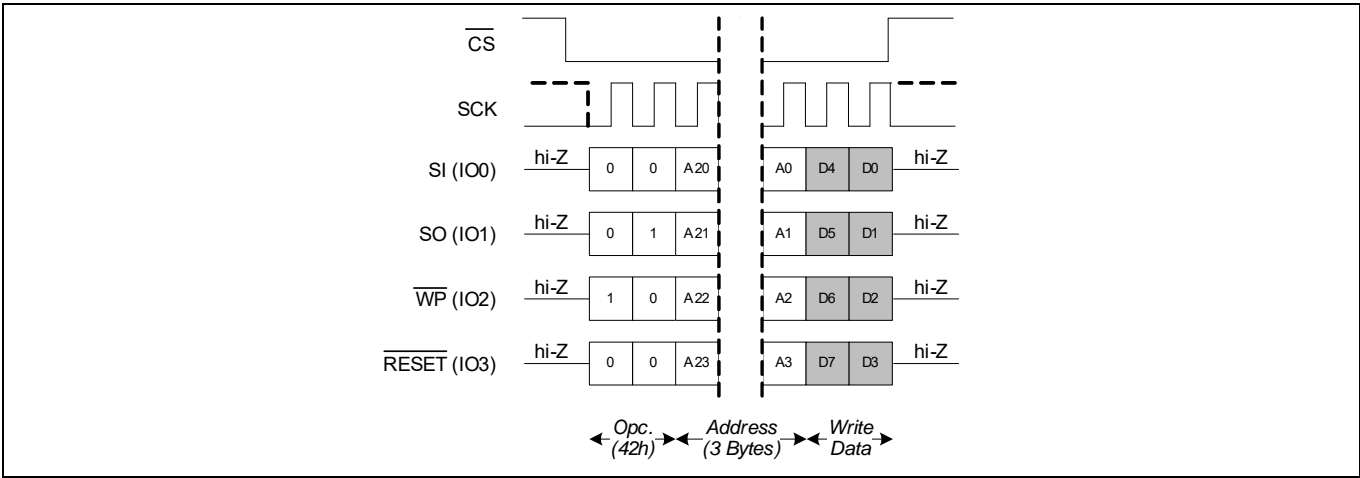 CS
SCK
SI (IO0) hi-Z 0 0 A20 A0 D4 D0 hi-Z
SO (IO1) hi-Z 0 1 A21 A1 D5 D1 hi-Z
WP (IO2) hi-Z 1 0 A22 A2 D6 D2 hi-Z
RESET (IO3) hi-Z 0 0 A23 A3 D7 D3 hi-Z
Opc. Address Write
(42h) (3 Bytes) Data